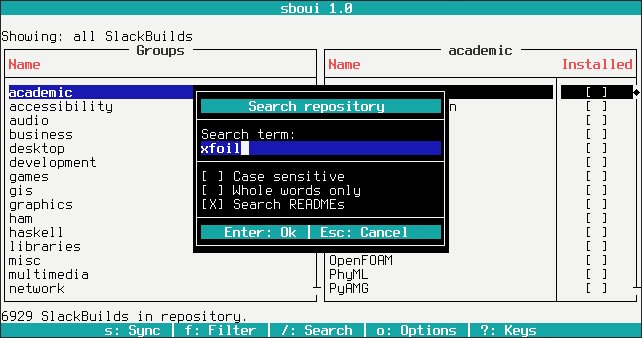 sboui 1.0
Showing: all SlackBuilds
Groups
academic
Name
Name Installed
academic [ ]
accessibility n [ ]
audio [ ]
business [ ]
desktop [ ]
development [ ]
games [ ]
gis [ ]
graphics [ ]
ham [ ]
haskell [ ]
libraries [ ]
misc OpenFOAM [ ]
multimedia PhyML [ ]
network PyAMG [ ]
Search repository
Search term:
xfoil
[ ] Case sensitive
[ ] Whole words only
[X] Search READMEs
Enter: Ok | Esc: Cancel
6929 SlackBuilds in repository.
s: Sync | f: Filter | /: Search | o: Options | ?: Keys